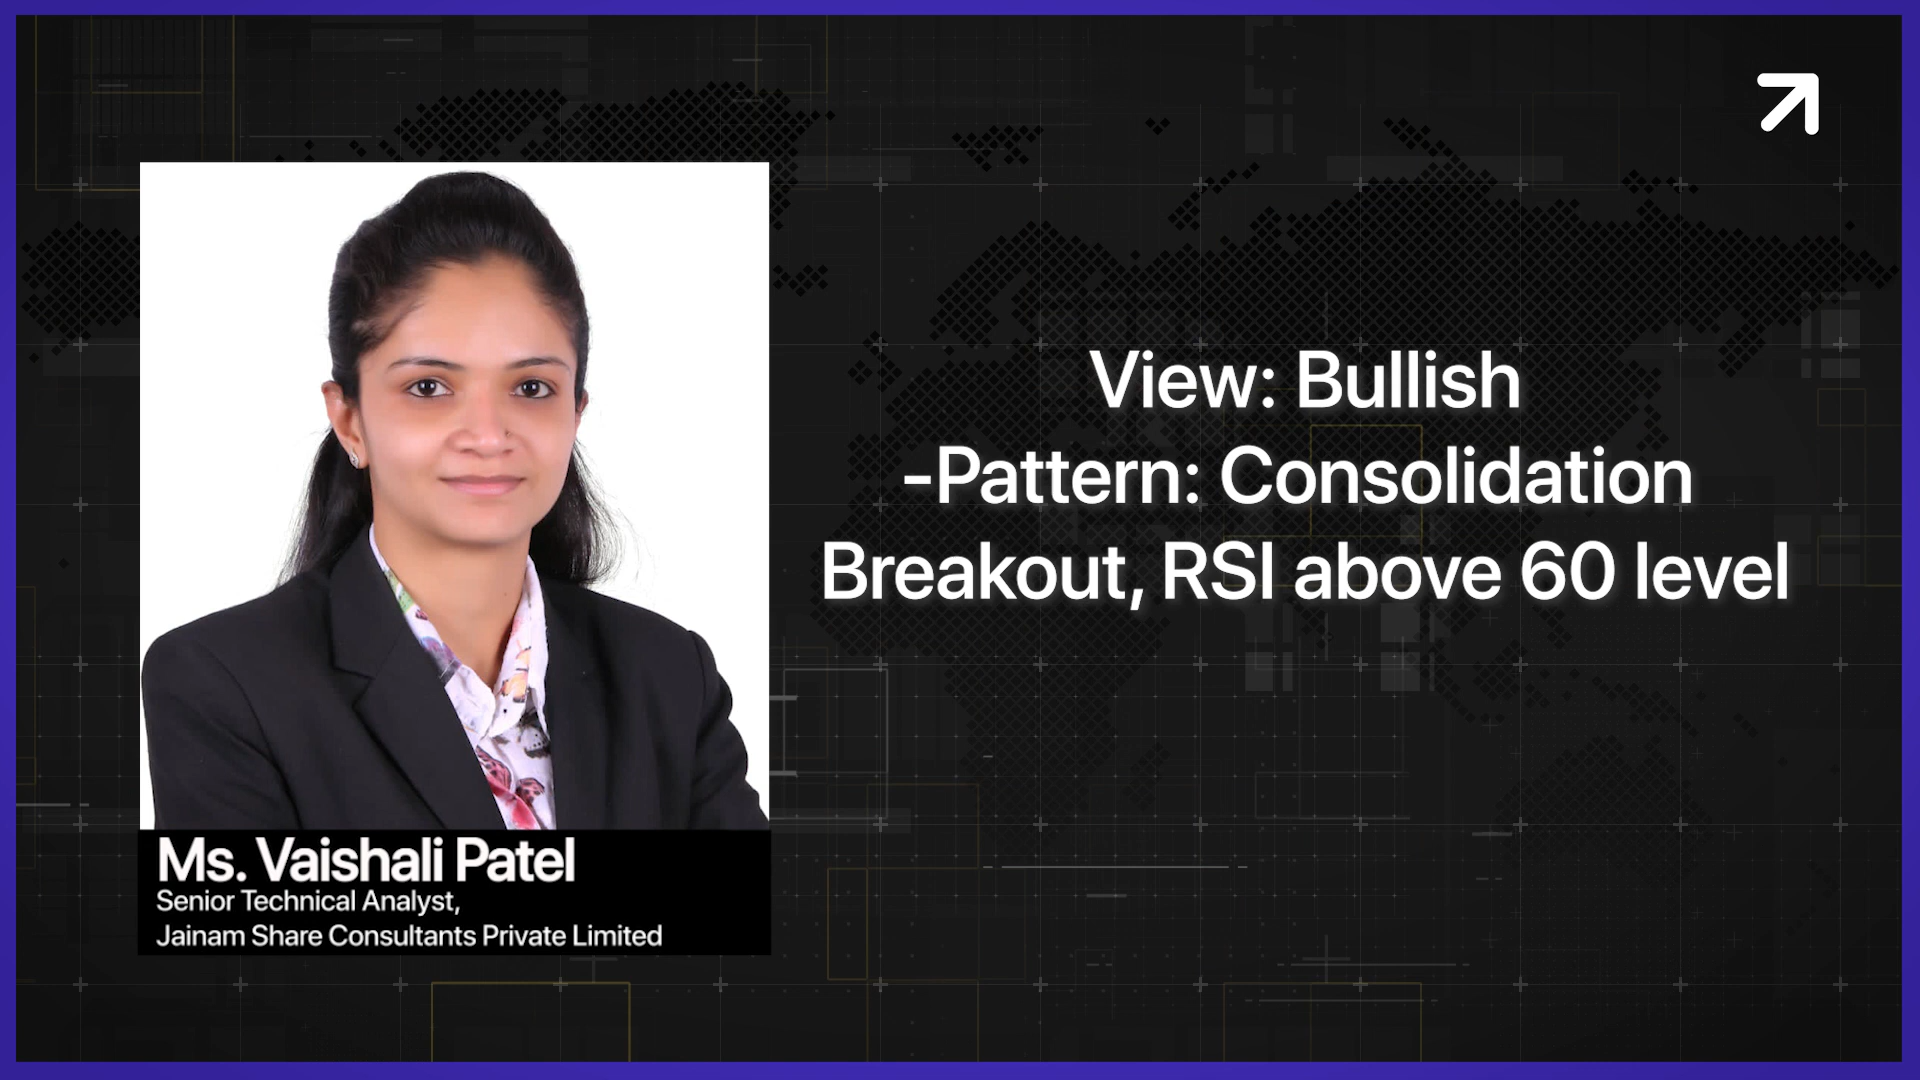 View: Bullish
-Pattern: Consolidation
Breakout, RSI above 60 level
Ms. Vaishali Patel
Senior Technical Analyst,
Jainam Share Consultants Private Limited